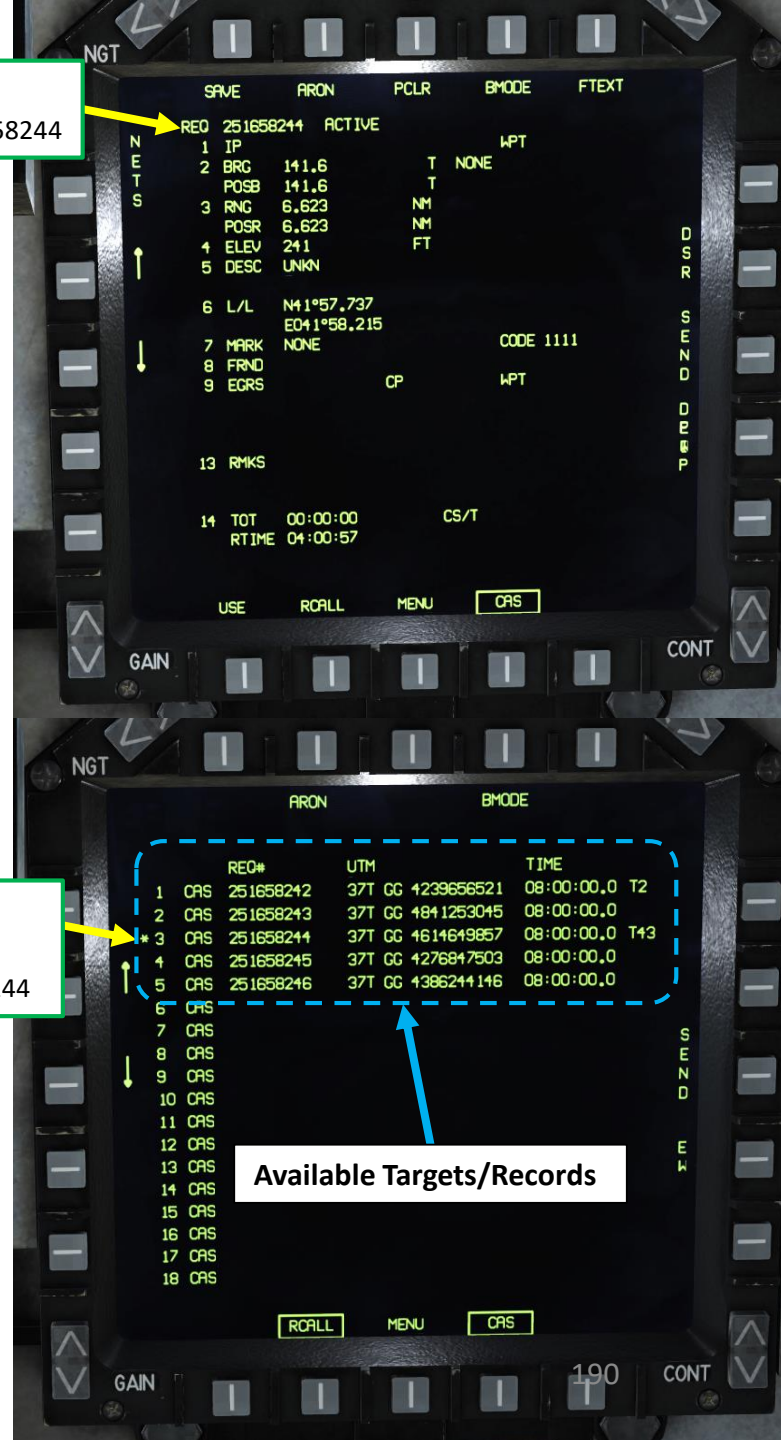 NGT
SAVE ARON PCLR BMODE FTEXT
58244
REQ 251658244 ACTIVE
NETS
1 IP WPT
2 BRG 141.6 T NONE
POSB 141.6 T
3 RNG 6.623 NM
POSR 6.623 NM
4 ELEV 241 FT
5 DESC UNKN
DSR
6 L/L N41°57.737
E041°58.215
SEND
7 MARK NONE CODE 1111
8 FRND
9 EGRS CP WPT
13 RMKS
14 TOT 00:00:00 CS/T
RTIME 04:00:57
USE RCALL MENU CAS
GAIN CONT
NGT
ARON BMODE
REQ# UTM TIME
1 CAS 251658242 37T GG 4239656521 08:00:00.0 T2
2 CAS 251658243 37T GG 4841253045 08:00:00.0
* 3 CAS 251658244 37T GG 4614649857 08:00:00.0 T43
4 CAS 251658245 37T GG 4276847503 08:00:00.0
5 CAS 251658246 37T GG 4386244146 08:00:00.0
44
6 CAS
7 CAS
8 CAS
9 CAS
10 CAS
11 CAS
12 CAS
13 CAS
14 CAS
15 CAS
16 CAS
17 CAS
18 CAS
SEND
EW
Available Targets/Records
RCALL MENU CAS
190
GAIN CONT